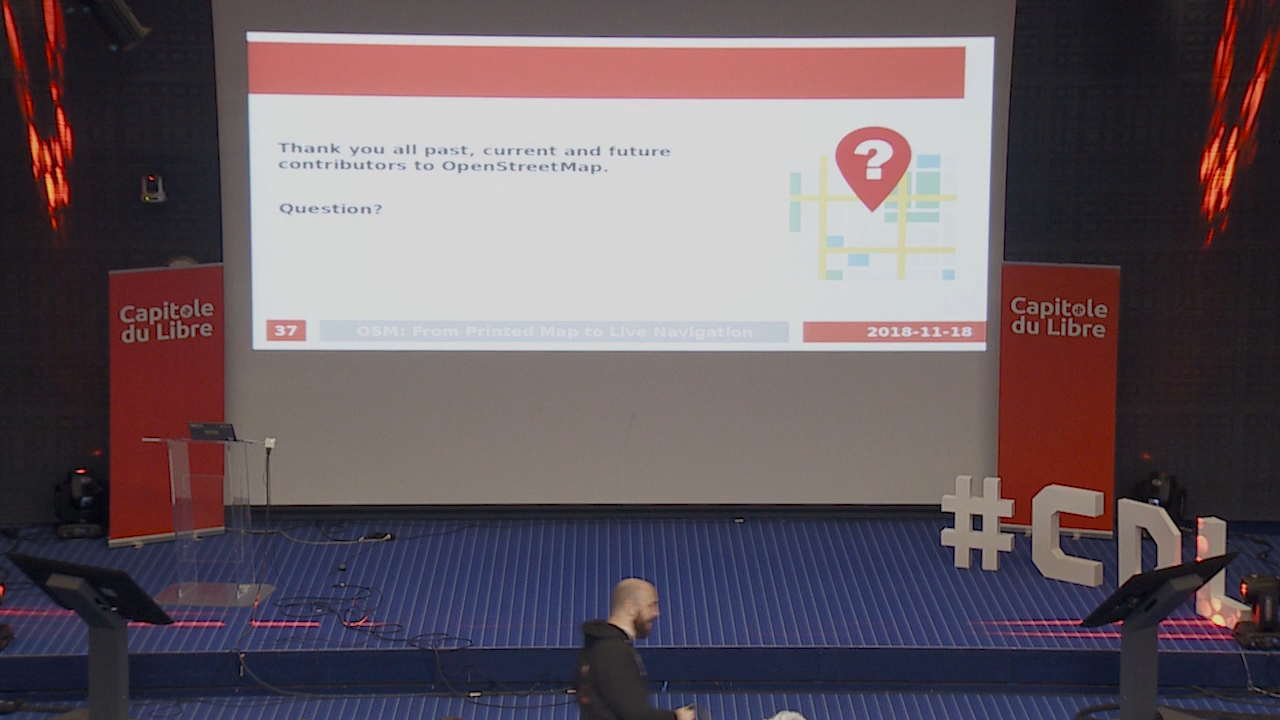 Thank you all past, current and future
contributors to OpenStreetMap.
Question?
?
37
OSM: From Printed Map to Live Navigation
2018-11-18
Capitole
du Libre
Capitole
du Libre
#CDL